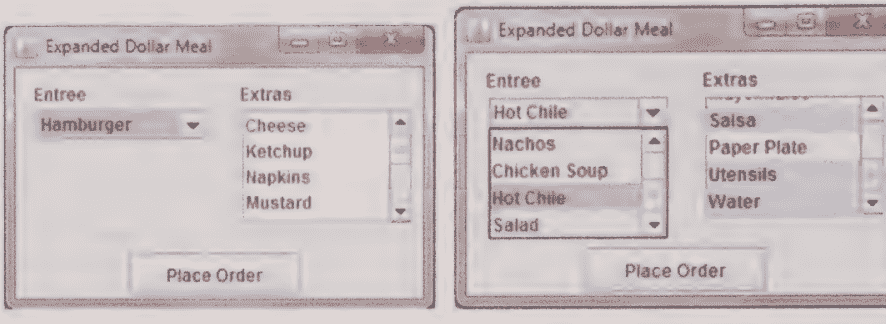 Expanded Dollar Meal
Entree
Extras
Hamburger
Cheese
Ketchup
Napkins
Mustard
Place Order
Expanded Dollar Meal
Entree
Extras
Hot Chile
Nachos
Chicken Soup
Hot Chile
Salad
Salsa
Paper Plate
Utensils
Water
Place Order